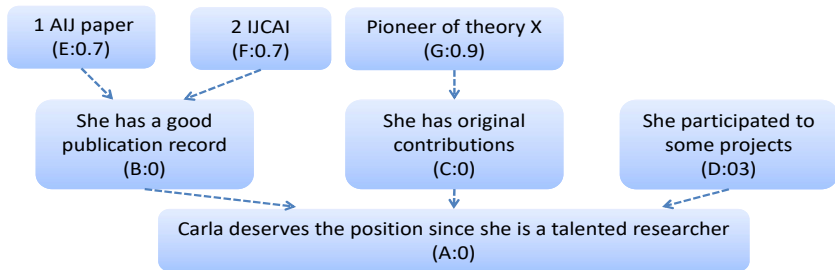 1 AIJ paper
(E:0.7)
2 IJCAI
(F:0.7)
Pioneer of theory X
(G:0.9)
She has a good
publication record
(B:0)
She has original
contributions
(C:0)
She participated to
some projects
(D:03)
Carla deserves the position since she is a talented researcher
(A:0)